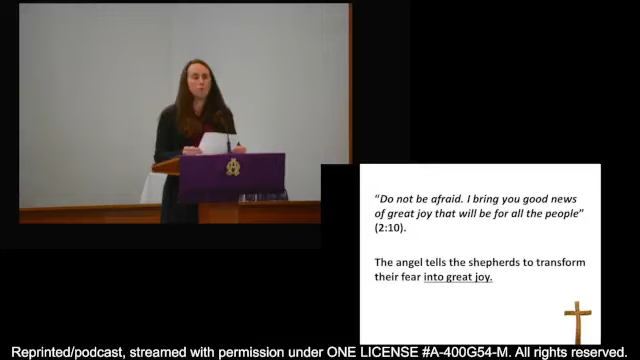 “Do not be afraid. I bring you good news
of great joy that will be for all the people”
(2:10).
The angel tells the shepherds to transform
their fear into great joy.
Reprinted/podcast, streamed with permission under ONE LICENSE #A-400G54-M. All rights reserved.